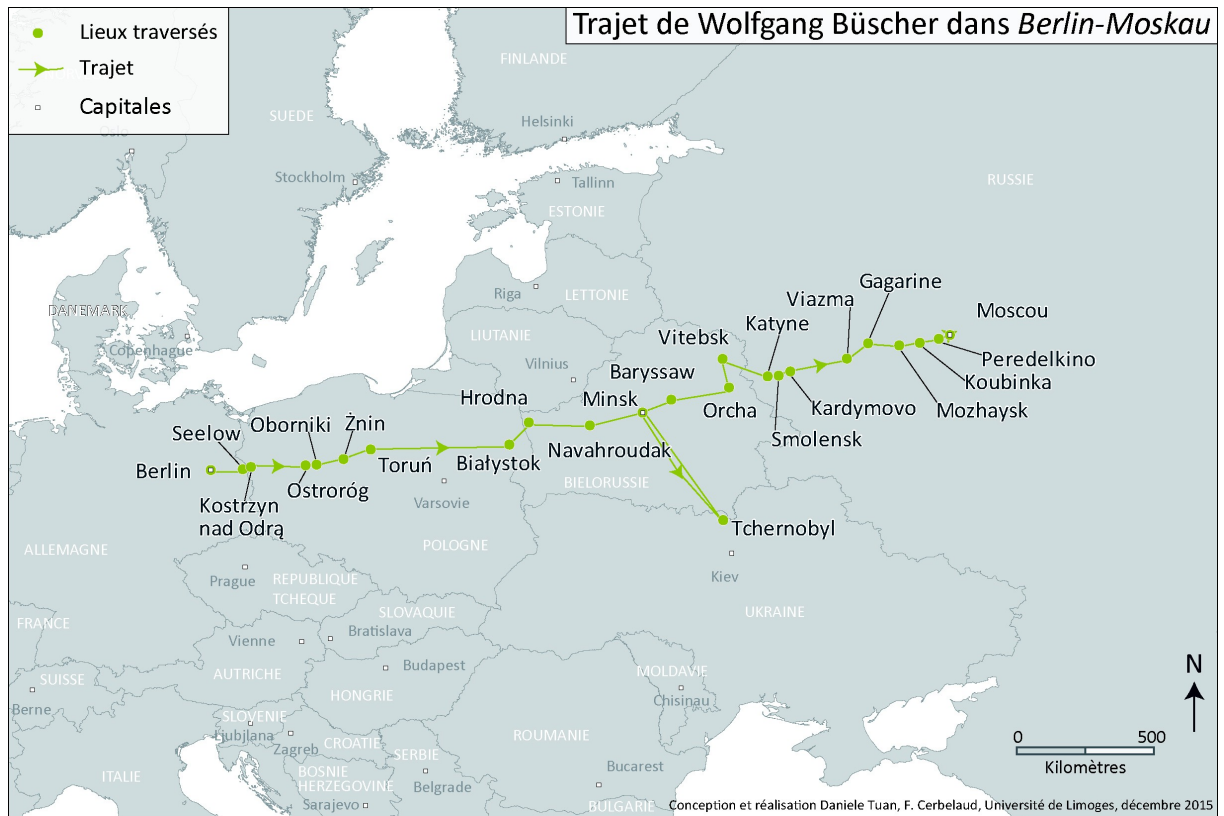 Trajet de Wolfgang Büscher dans Berlin-Moskau
Lieux traversés
Trajet
Capitales
Oslo
FINLANDE
SUEDE
Helsinki
Stockholm
Tallinn
ESTONIE
RUSSIE
Riga
LETTONIE
DANEMARK
Copenhague
LIUTANIE
Vilnius
Gagarine
Viazma
Moscou
Katyne
Vitebsk
Peredelkino
Koubinka
Mozhaysk
Kardymovo
Smolensk
Orcha
Baryssaw
Minsk
Hrodna
Navahroudak
Białystok
BIELORUSSIE
Żnin
Oborniki
Seelow
Berlin
Toruń
Ostroróg
Kostrzyn
nad Odrą
Varsovie
Tchernobyl
POLOGNE
ALLEMAGNE
Kiev
Prague
REPUBLIQUE
TCHEQUE
UKRAINE
SLOVAQUIE
FRANCE
Bratislava
Vienne
Budapest
AUTRICHE
SUISSE
MOLDAVIE
HONGRIE
Chisinau
Berne
SLOVENIE
Ljubjlana
Zagreb
CROATIE
ROUMANIE
SERBIE
N
0 500
Kilomètres
ITALIE
BOSNIE
HERZEGOVINE
Belgrade
Bucarest
Sarajevo
BULGARIE
Conception et réalisation Daniele Tuan, F. Cerbelaud, Université de Limoges, décembre 2015